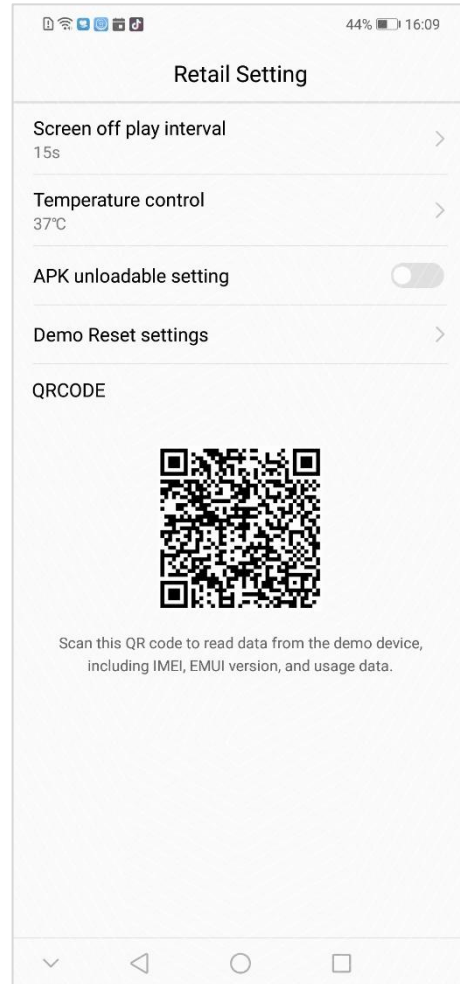 44% 16:09
Retail Setting
Screen off play interval
15s
Temperature control
37℃
APK unloadable setting
Demo Reset settings
QRCODE
Scan this QR code to read data from the demo device,
including IMEI, EMUI version, and usage data.